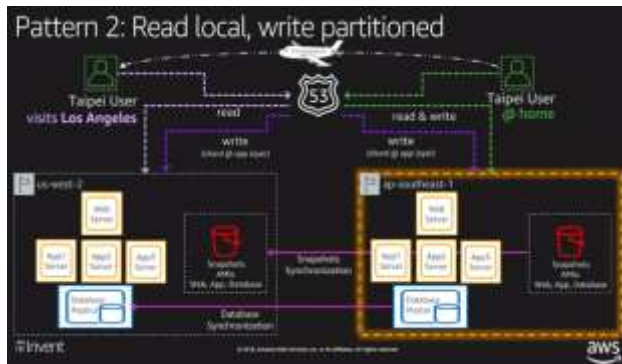 Pattern 2: Read local, write partitioned
53
Taipei User
visits Los Angeles
Taipei User
@ home
read
read & write
write
write
us-west-2
ap-southeast-1
Web
Server
App1
Server
App2
Server
App3
Server
Snapshots
AMIs
Web, App, Database
Snapshots
Synchronization
Web
Server
App1
Server
App2
Server
App3
Server
Snapshots
AMIs
Web, App, Database
Database
Replica
Database
Synchronization
Database
re:Invent
aws